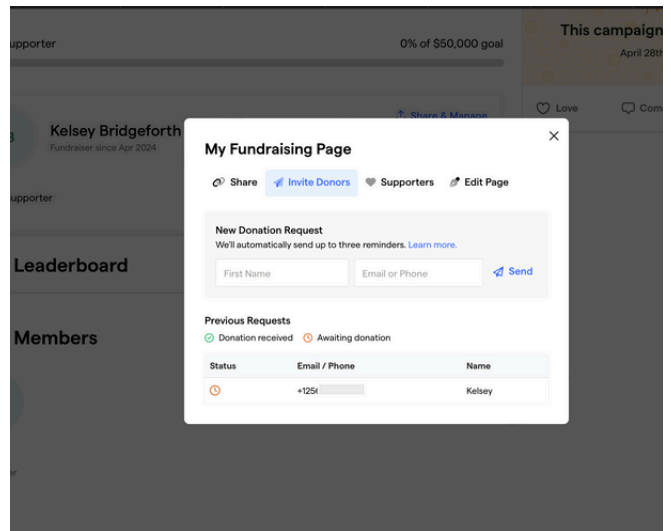 upporter
0% of $50,000 goal
This campaign
April 28th
Kelsey Bridgeforth
Fundraiser since Apr 2024
Share & Manage
Love
Com
upporter
Leaderboard
Members
My Fundraising Page
Share
Invite Donors
Supporters
Edit Page
New Donation Request
We'll automatically send up to three reminders. Learn more.
First Name
Email or Phone
Send
Previous Requests
Donation received
Awaiting donation
Status Email / Phone Name
+125 Kelsey